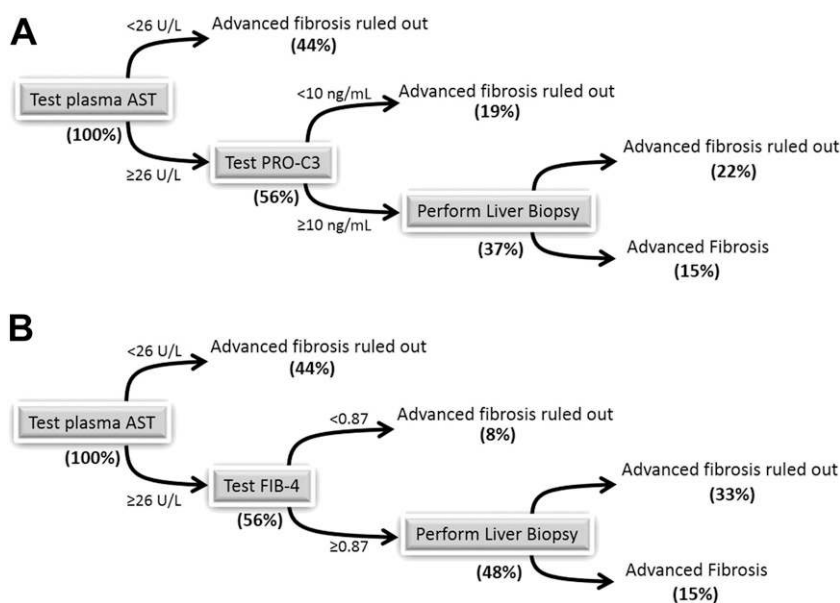 A
<26 U/L
Advanced fibrosis ruled out
(44%)
Test plasma AST
(100%)
≥26 U/L
<10 ng/mL
Advanced fibrosis ruled out
(19%)
Test PRO-C3
(56%)
≥10 ng/mL
Advanced fibrosis ruled out
(22%)
Perform Liver Biopsy
(37%)
Advanced Fibrosis
(15%)
B
<26 U/L
Advanced fibrosis ruled out
(44%)
Test plasma AST
(100%)
≥26 U/L
<0.87
Advanced fibrosis ruled out
(8%)
Test FIB-4
(56%)
≥0.87
Advanced fibrosis ruled out
(33%)
Perform Liver Biopsy
(48%)
Advanced Fibrosis
(15%)